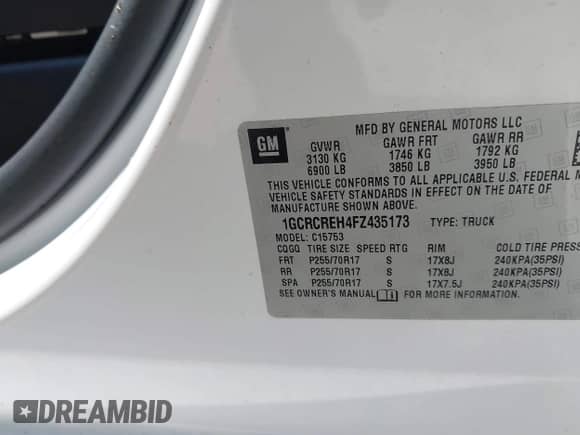 MFD BY GENERAL MOTORS LLC
GM
GVWR GAWR FRT GAWR RR
3130 KG 1746 KG 1792 KG
6900 LB 3850 LB 3950 LB
THIS VEHICLE CONFORMS TO ALL APPLICABLE U.S. FEDERAL M
VEHICLE SAFETY STANDARDS IN EFFECT ON THE DATE OF
MANUFACTURE SHOWN ABOVE.
1GCRCREH4FZ435173 TYPE: TRUCK
MODEL: C15753
CQGQ TIRE SIZE SPEED RTG RIM COLD TIRE PRES
FRT P255/70R17 S 17X8J 240KPA(35PSI)
RR P255/70R17 S 17X8J 240KPA(35PSI)
SPA P255/70R17 S 17X7.5J 240KPA(35PSI)
SEE OWNER'S MANUAL FOR MORE INFORMATION.
DREAMBID